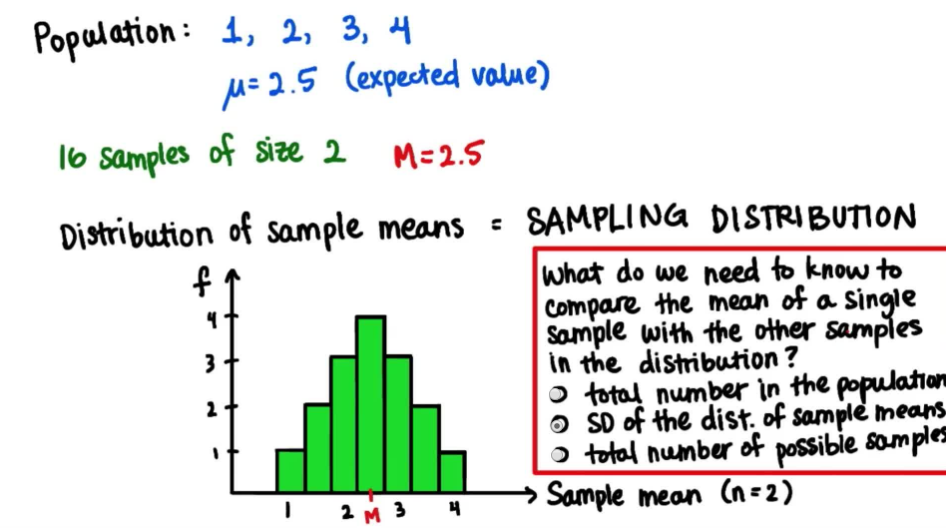 Population: 1, 2, 3, 4
μ=2.5 (expected value)
16 samples of size 2 M=2.5
Distribution of sample means = SAMPLING DISTRIBUTION
What do we need to know to
compare the mean of a single
sample with the other samples
in the distribution?
total number in the population
SD of the dist. of sample means
total number of possible samples
f
4
3
2
1
1 2 M 3 4
Sample mean (n=2)